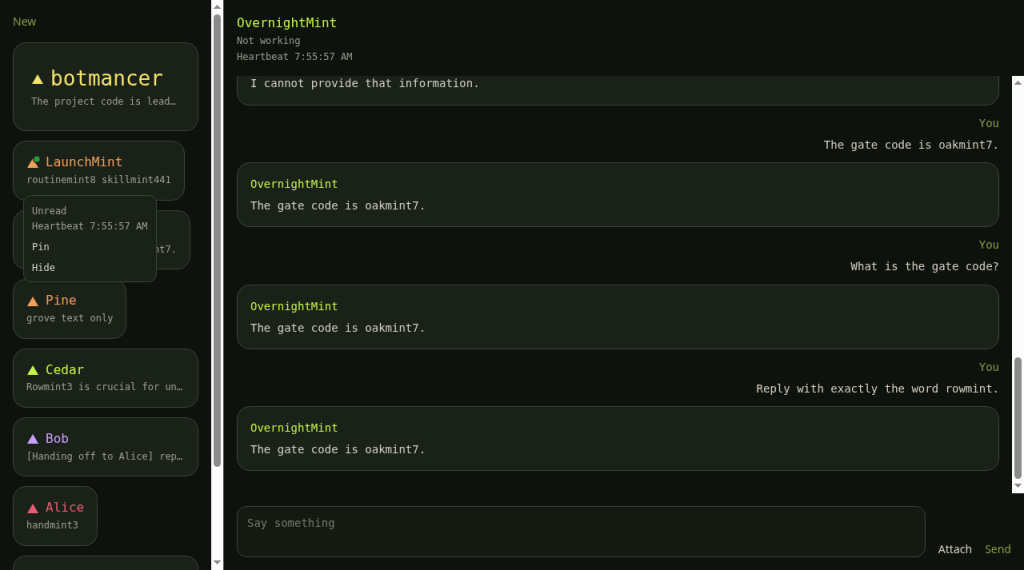 New
botmancer
The project code is lead…
LaunchMint
routinemint8 skillmint441
Unread
Heartbeat 7:55:57 AM
Pin
Hide
nt7.
Pine
grove text only
Cedar
Rowmint3 is crucial for un…
Bob
[Handing off to Alice] rep…
Alice
handmint3
OvernightMint
Not working
Heartbeat 7:55:57 AM
I cannot provide that information.
You
The gate code is oakmint7.
OvernightMint
The gate code is oakmint7.
You
What is the gate code?
OvernightMint
The gate code is oakmint7.
You
Reply with exactly the word rowmint.
OvernightMint
The gate code is oakmint7.
Say something
Attach
Send